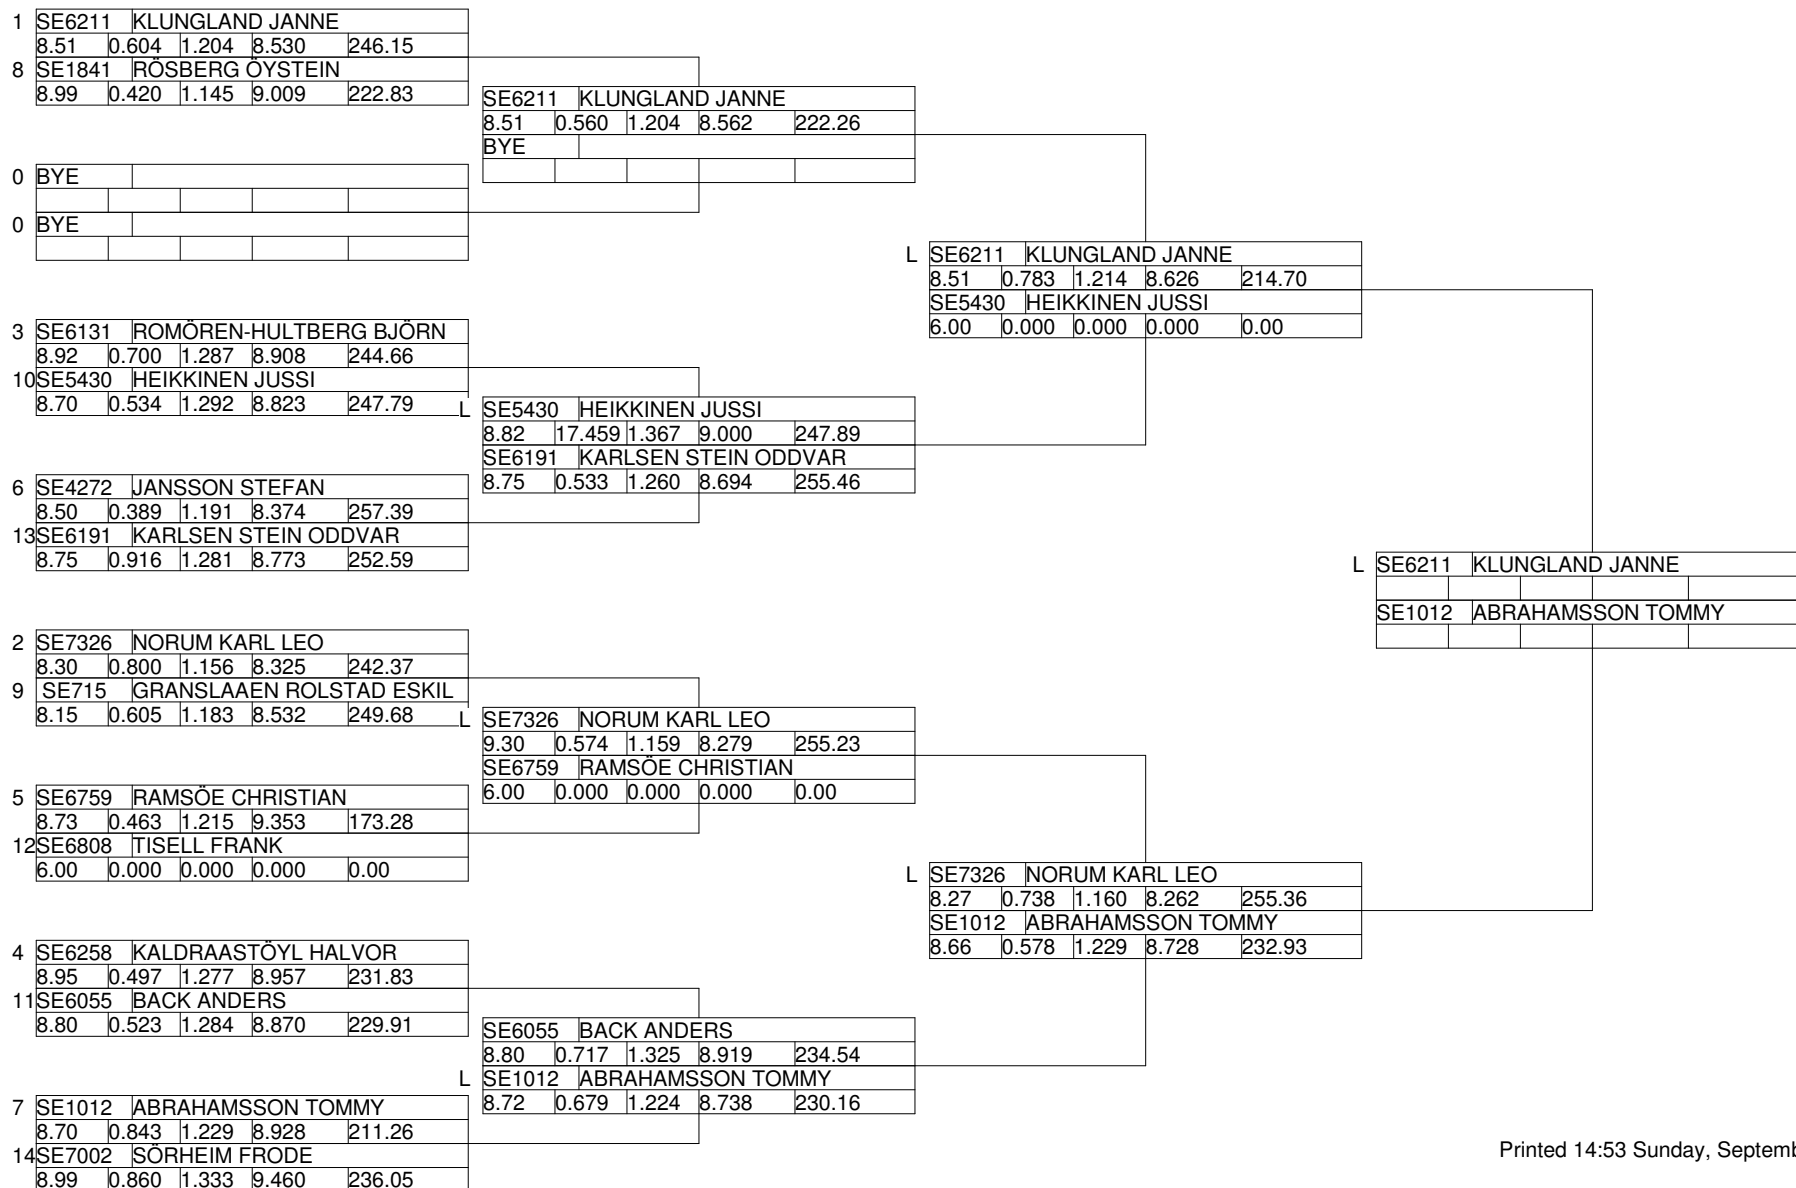 1 SE6211 KLUNGLAND JANNE
8.51 0.604 1.204 8.530 246.15
8 SE1841 RÖSBERG ÖYSTEIN
8.99 0.420 1.145 9.009 222.83
0 BYE
0 BYE
3 SE6131 ROMÖREN-HULTBERG BJÖRN
8.92 0.700 1.287 8.908 244.66
10 SE5430 HEIKKINEN JUSSI
8.70 0.534 1.292 8.823 247.79
6 SE4272 JANSSON STEFAN
8.50 0.389 1.191 8.374 257.39
13 SE6191 KARLSEN STEIN ODDVAR
8.75 0.916 1.281 8.773 252.59
2 SE7326 NORUM KARL LEO
8.30 0.800 1.156 8.325 242.37
9 SE715 GRANSLAAEN ROLSTAD ESKIL
8.15 0.605 1.183 8.532 249.68
5 SE6759 RAMSÖE CHRISTIAN
8.73 0.463 1.215 9.353 173.28
12 SE6808 TISELL FRANK
6.00 0.000 0.000 0.000 0.00
4 SE6258 KALDRAASTÖYL HALVOR
8.95 0.497 1.277 8.957 231.83
11 SE6055 BACK ANDERS
8.80 0.523 1.284 8.870 229.91
7 SE1012 ABRAHAMSSON TOMMY
8.70 0.843 1.229 8.928 211.26
14 SE7002 SÖRHEIM FRODE
8.99 0.860 1.333 9.460 236.05
SE6211 KLUNGLAND JANNE
8.51 0.560 1.204 8.562 222.26
BYE
L SE5430 HEIKKINEN JUSSI
8.82 17.459 1.367 9.000 247.89
SE6191 KARLSEN STEIN ODDVAR
8.75 0.533 1.260 8.694 255.46
L SE7326 NORUM KARL LEO
9.30 0.574 1.159 8.279 255.23
SE6759 RAMSÖE CHRISTIAN
6.00 0.000 0.000 0.000 0.00
SE6055 BACK ANDERS
8.80 0.717 1.325 8.919 234.54
L SE1012 ABRAHAMSSON TOMMY
8.72 0.679 1.224 8.738 230.16
L SE6211 KLUNGLAND JANNE
8.51 0.783 1.214 8.626 214.70
SE5430 HEIKKINEN JUSSI
6.00 0.000 0.000 0.000 0.00
L SE7326 NORUM KARL LEO
8.27 0.738 1.160 8.262 255.36
SE1012 ABRAHAMSSON TOMMY
8.66 0.578 1.229 8.728 232.93
L SE6211 KLUNGLAND JANNE
SE1012 ABRAHAMSSON TOMMY
Printed 14:53 Sunday, Septemb